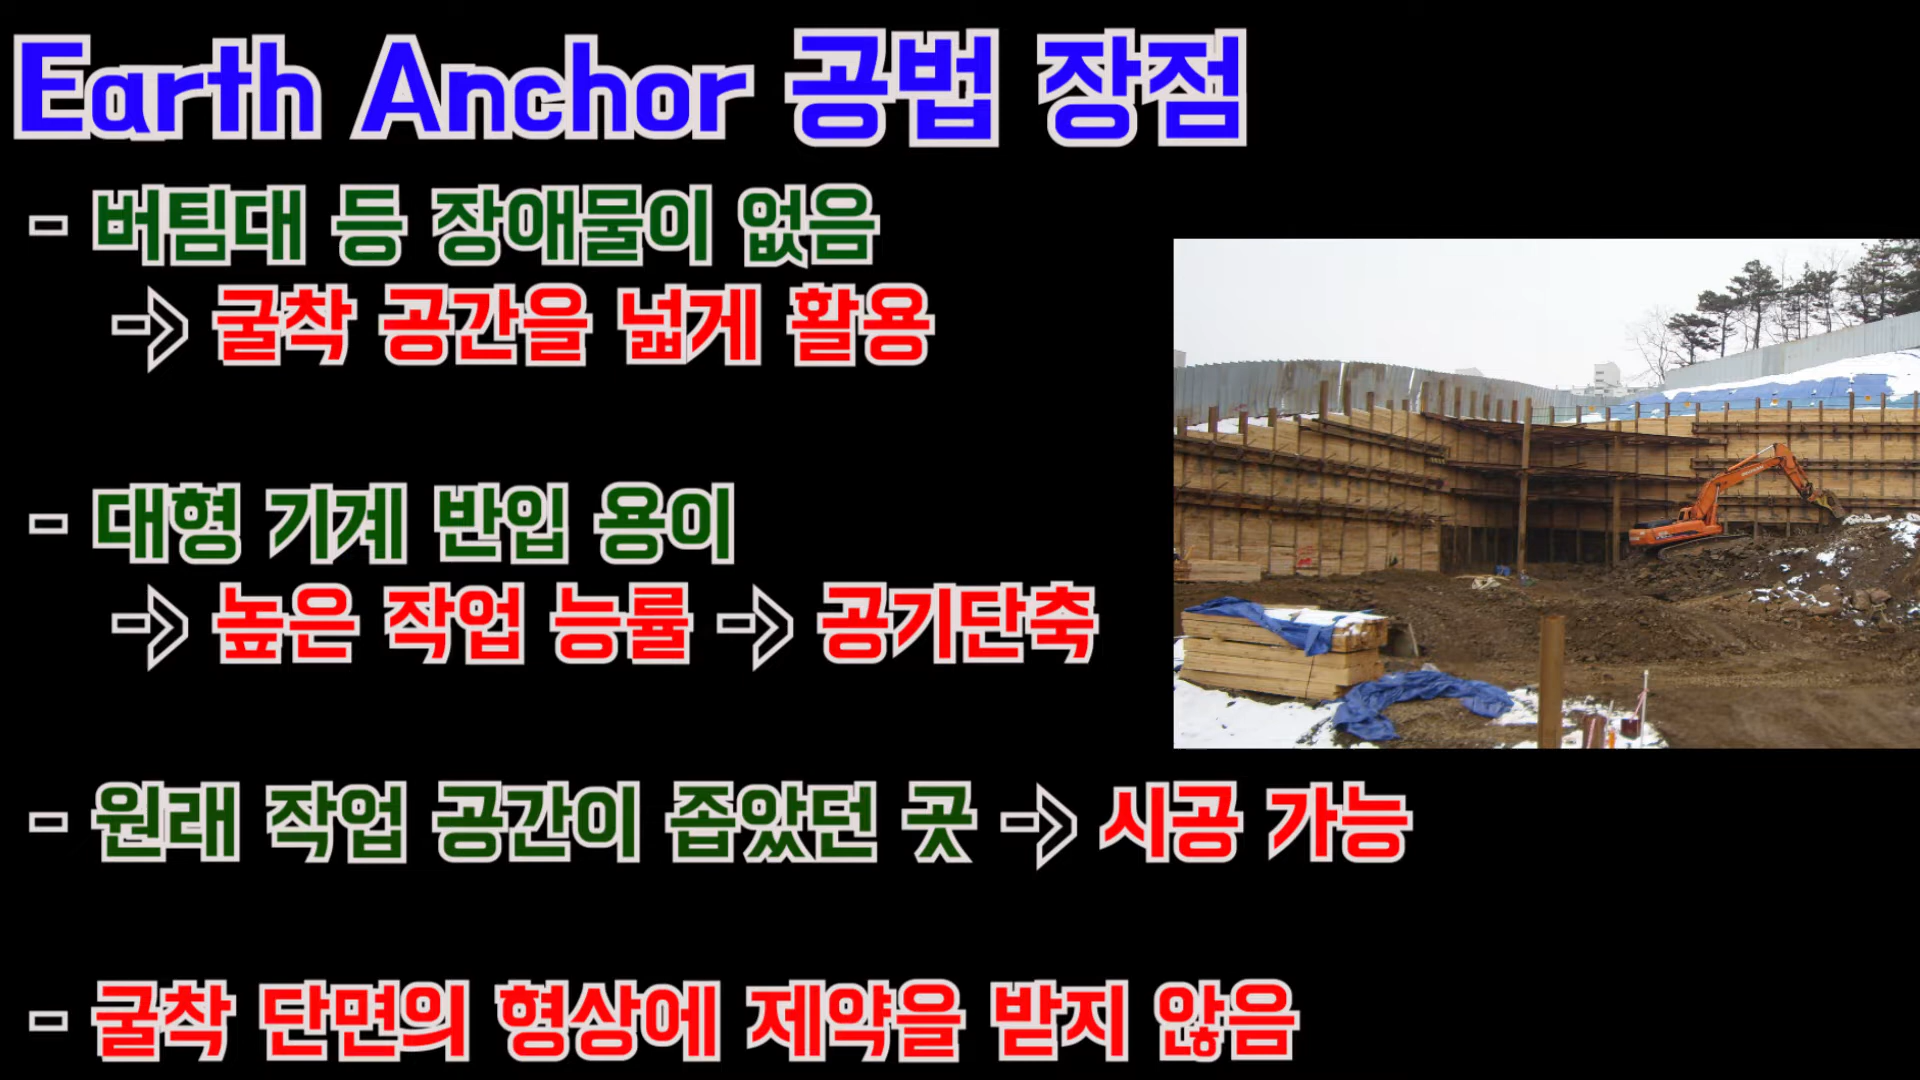 Earth Anchor 공법 장점
- 버팀대 등 장애물이 없음
-> 굴착 공간을 넓게 활용
- 대형 기계 반입 용이
-> 높은 작업 능률 -> 공기단축
- 원래 작업 공간이 좁았던 곳 -> 시공 가능
- 굴착 단면의 형상에 제약을 받지 않음